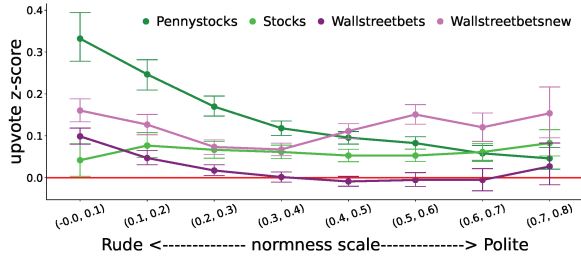 Pennystocks Stocks Wallstreetbets Wallstreetbetsnew
0.4
0.3
0.2
0.1
0.0
upvote z-score
(-0.0, 0.1) (0.1, 0.2) (0.2, 0.3) (0.3, 0.4) (0.4, 0.5) (0.5, 0.6) (0.6, 0.7) (0.7, 0.8)
Rude <------------- normness scale------------> Polite